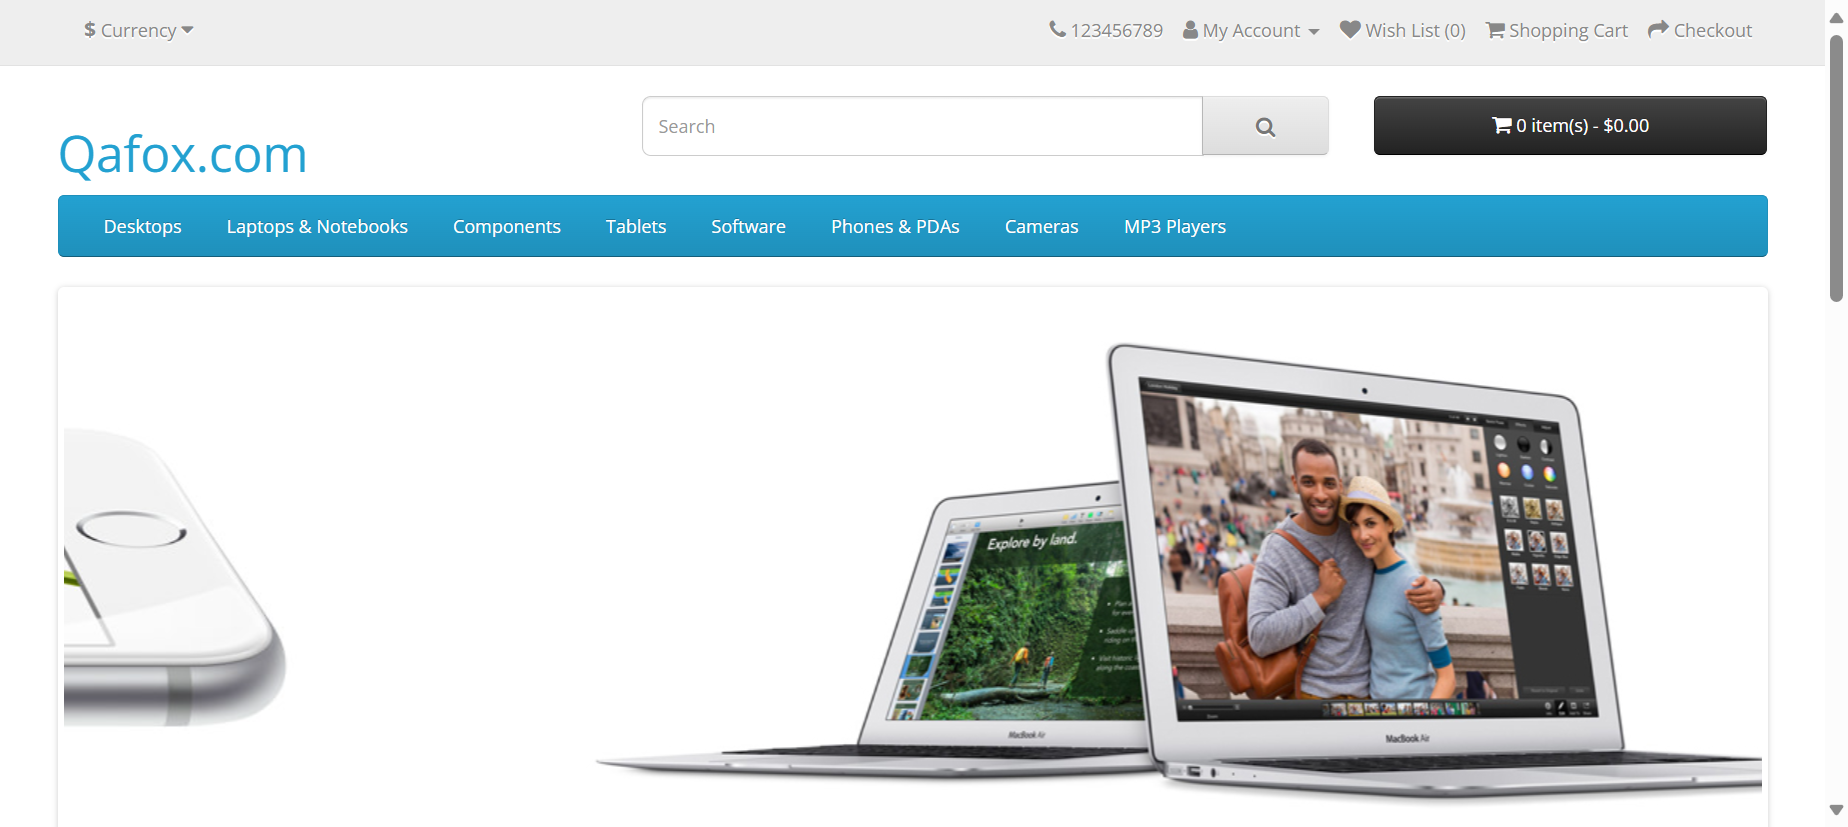 $ Currency
123456789 My Account Wish List (0) Shopping Cart Checkout
Qafox.com
Search
0 item(s) - $0.00
Desktops Laptops & Notebooks Components Tablets Software Phones & PDAs Cameras MP3 Players
Explore by land.
MacBook Air
MacBook Air